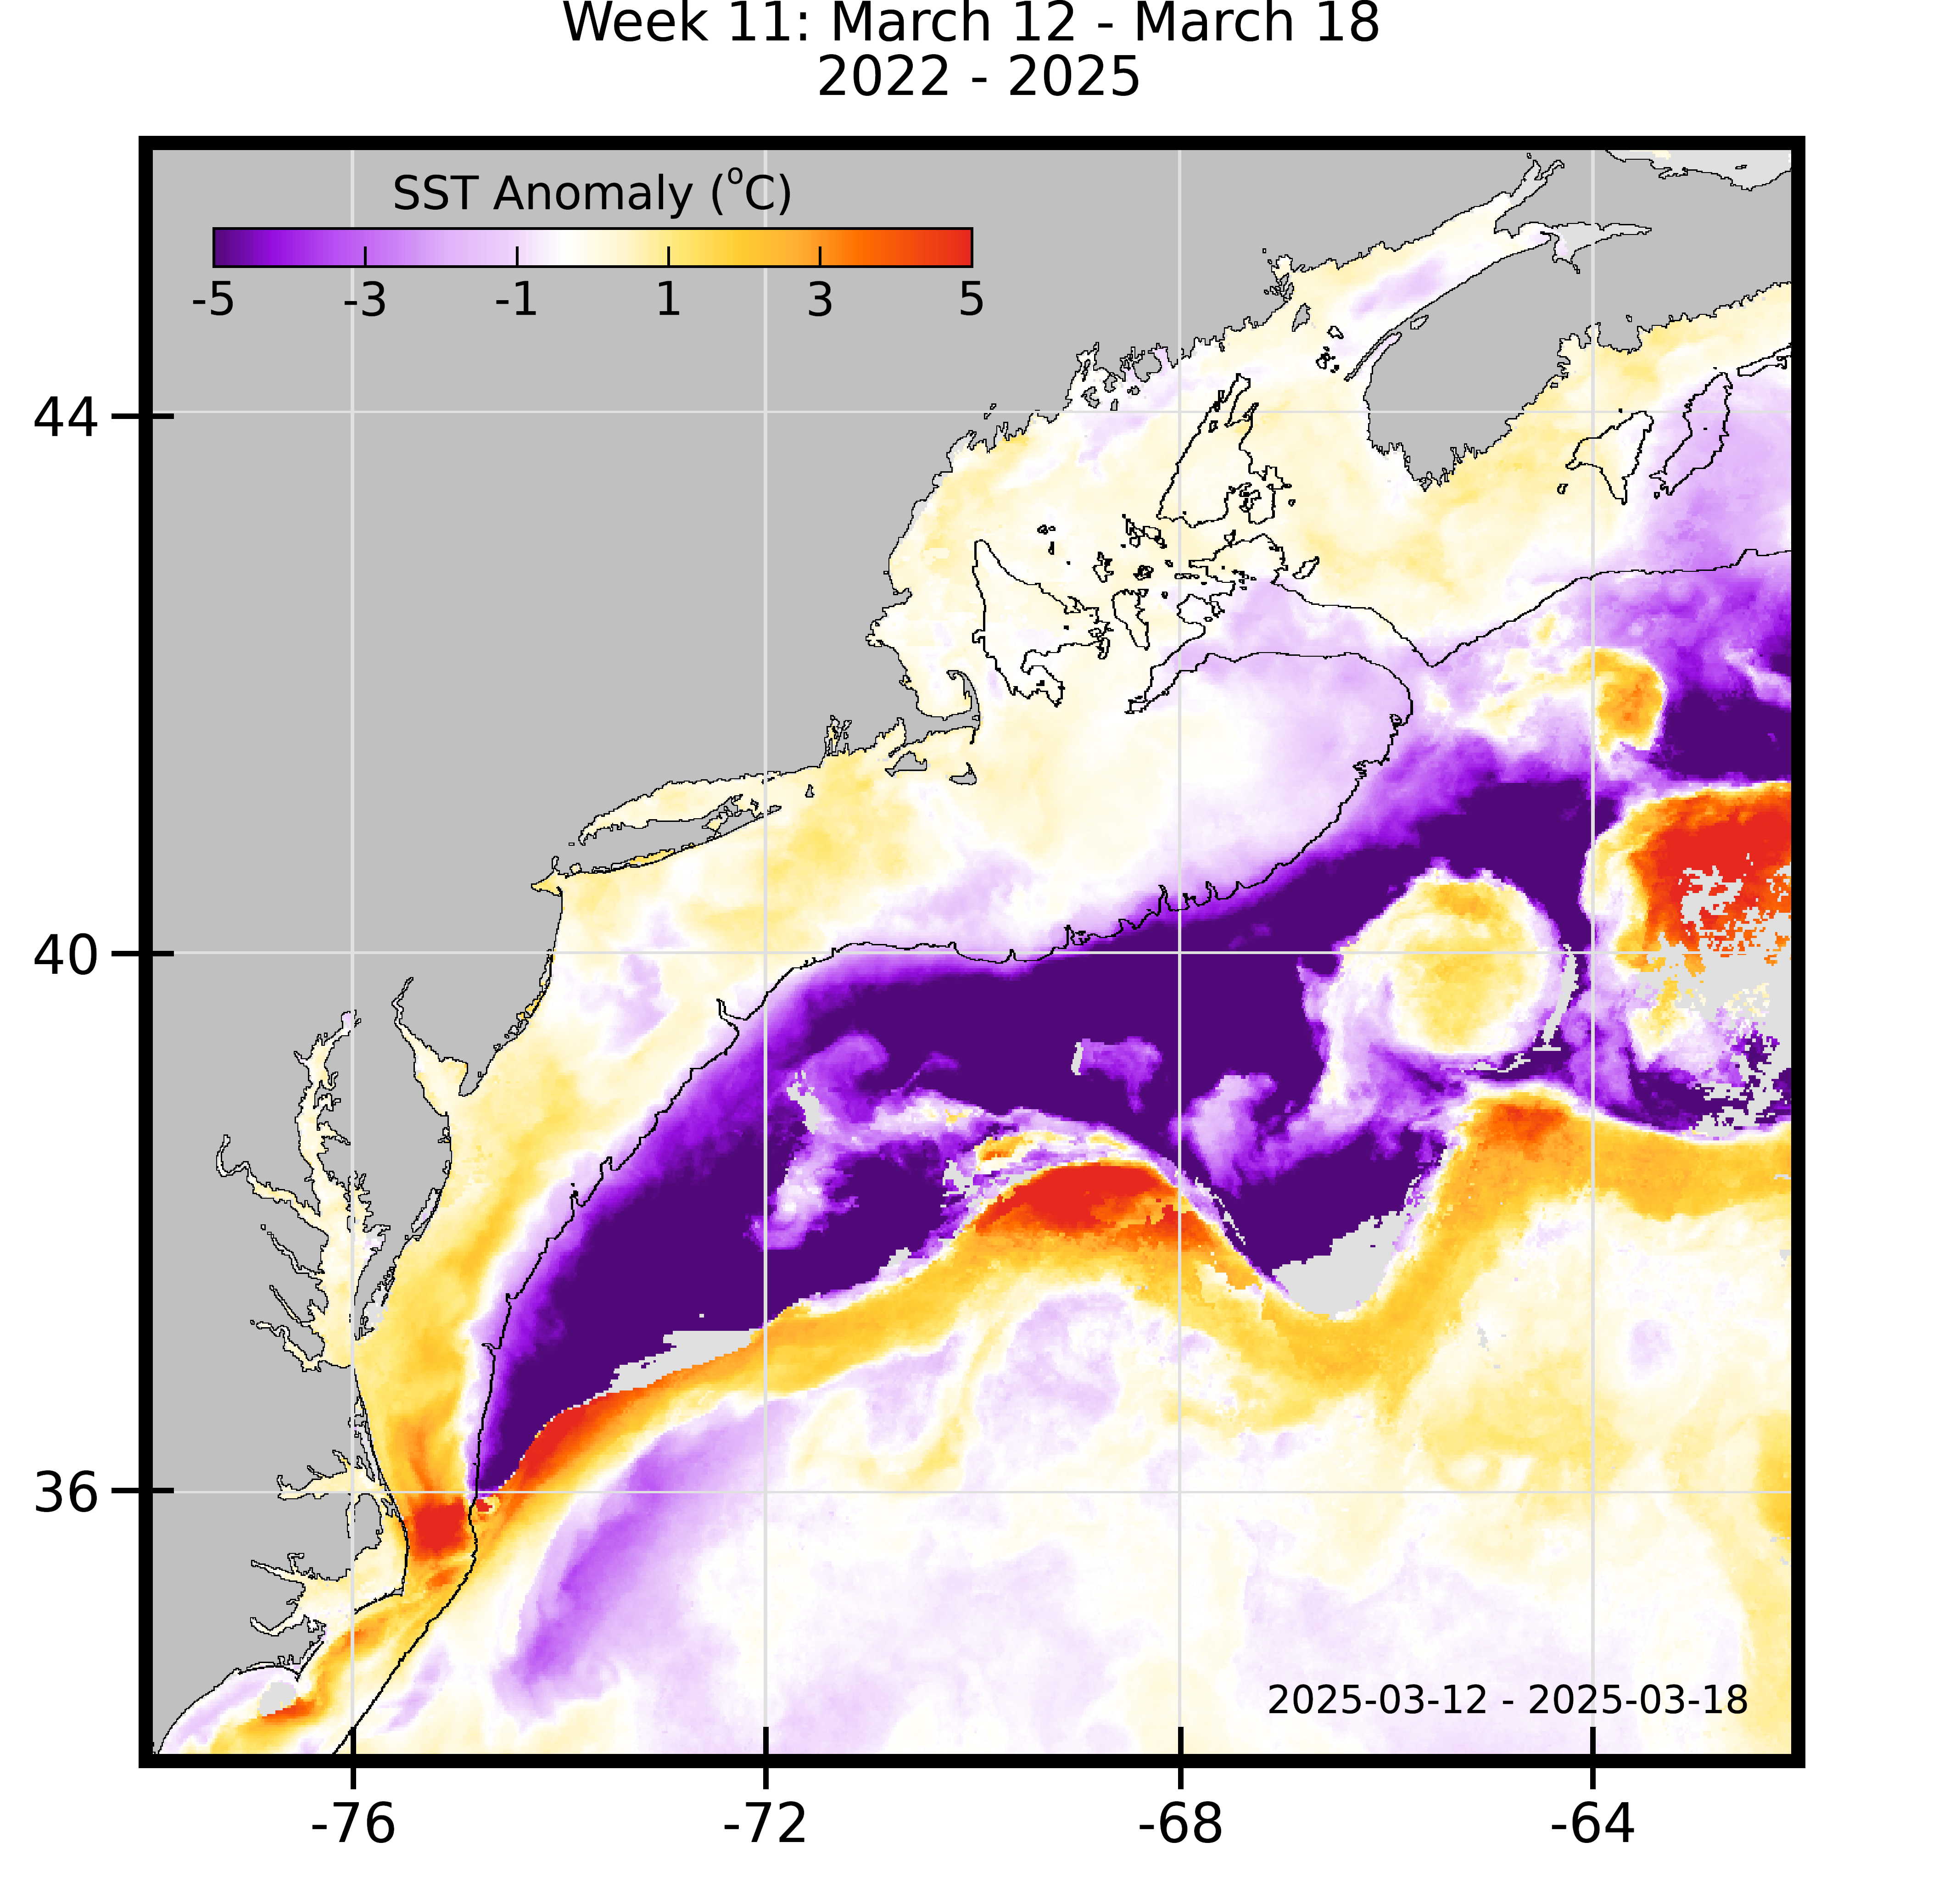 Week 11: March 12 - March 18
2022 - 2025
SST Anomaly (°C)
-5 -3 -1 1 3 5
44
40
36
2025-03-12 - 2025-03-18
-76 -72 -68 -64